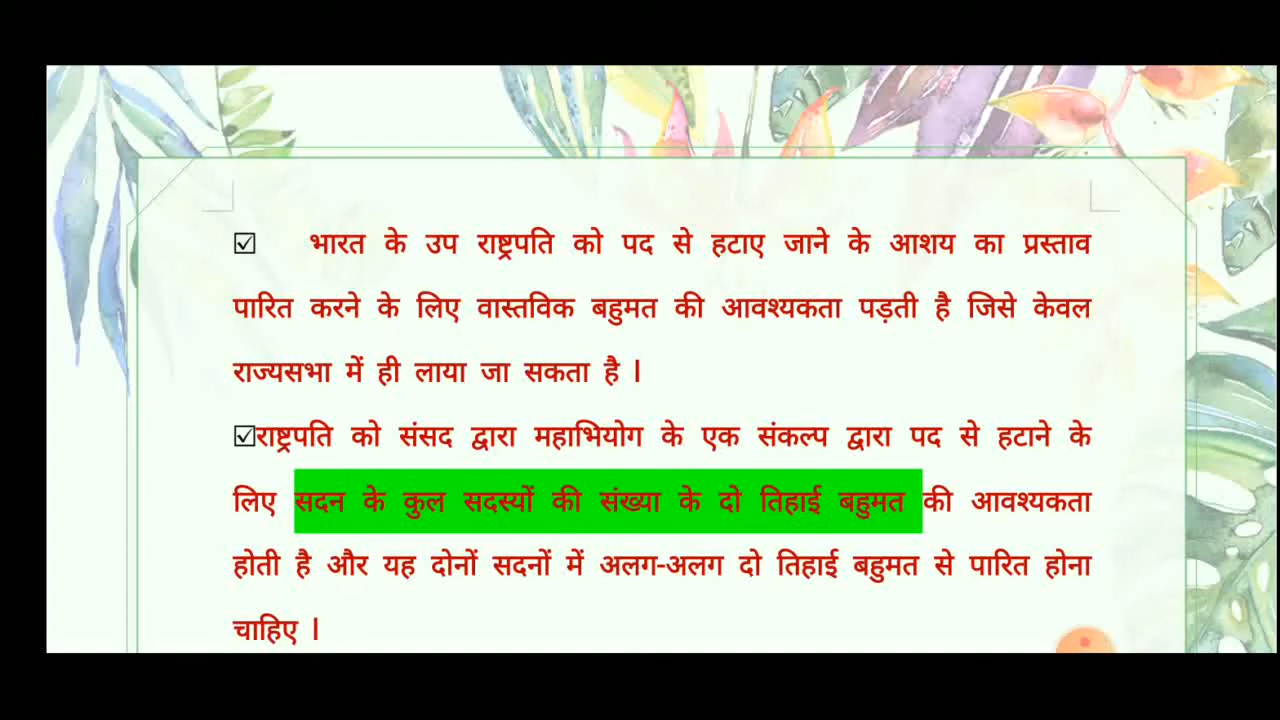 ☑ भारत के उप राष्ट्रपति को पद से हटाए जाने के आशय का प्रस्ताव
पारित करने के लिए वास्तविक बहुमत की आवश्यकता पड़ती है जिसे केवल
राज्यसभा में ही लाया जा सकता है ।
☑राष्ट्रपति को संसद द्वारा महाभियोग के एक संकल्प द्वारा पद से हटाने के
लिए सदन के कुल सदस्यों की संख्या के दो तिहाई बहुमत की आवश्यकता
होती है और यह दोनों सदनों में अलग-अलग दो तिहाई बहुमत से पारित होना
चाहिए ।